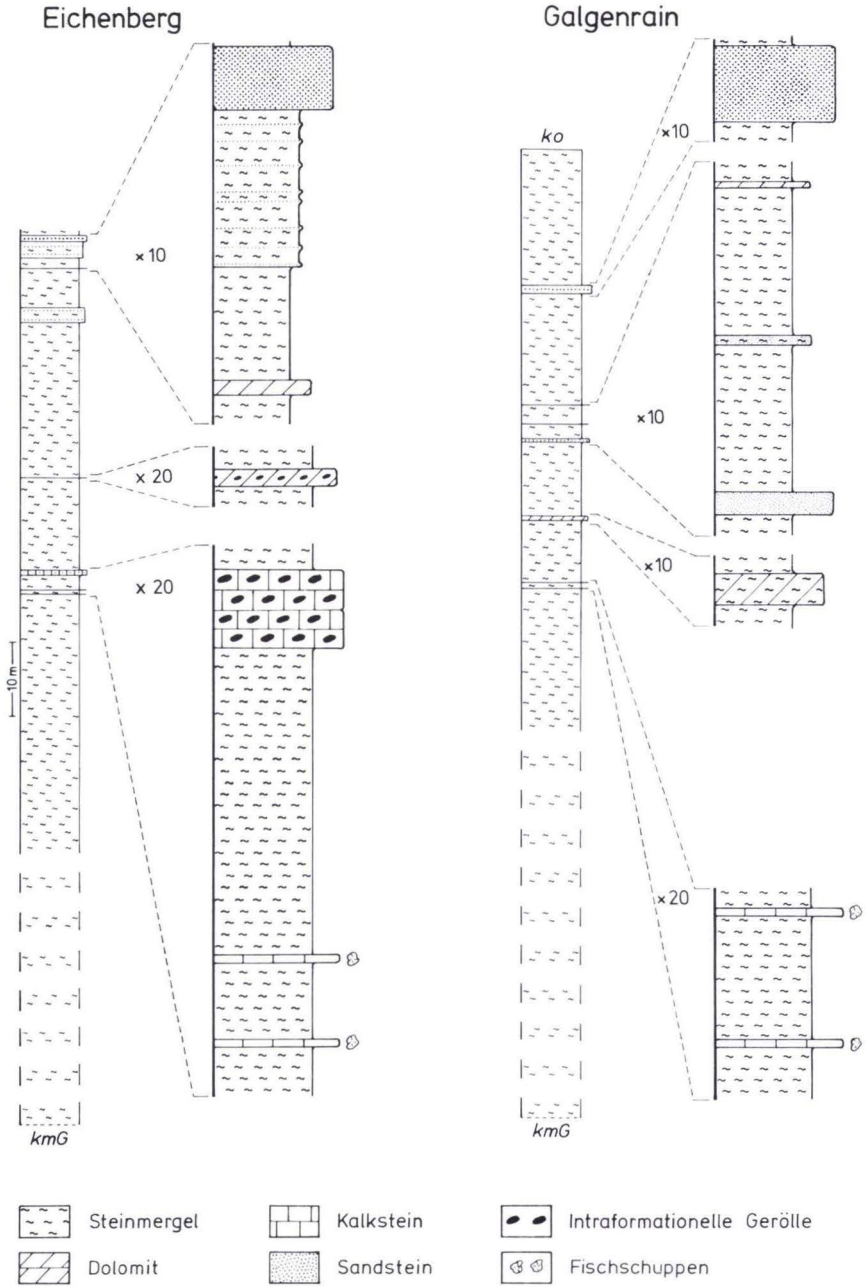 Eichenberg
Galgenrain
ko
× 10
× 10
× 20
× 10
× 20
× 10
10 m
× 20
kmG
kmG
Steinmergel
Kalkstein
Intraformationelle Gerölle
Dolomit
Sandstein
Fischschuppen